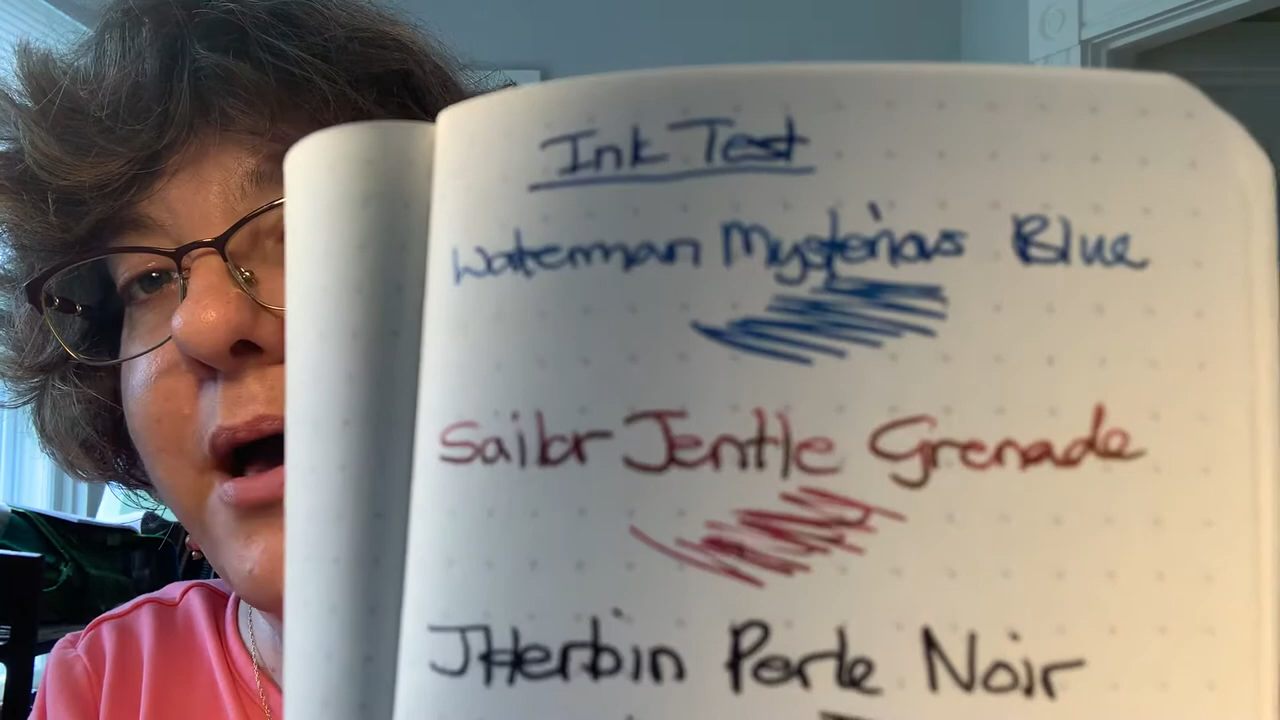 Ink Test
Waterman Mysterious Blue
Sailor Jentle Grenade
JHerbin Perle Noir